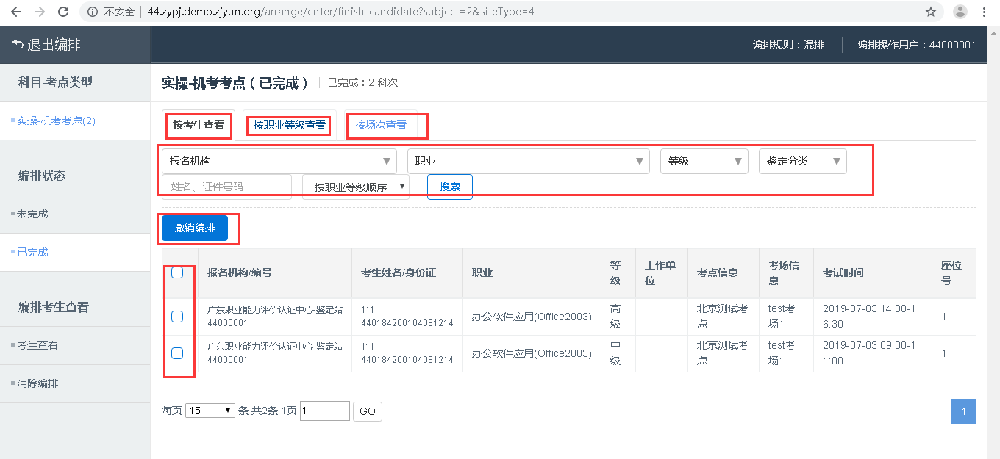 不安全 44.zypj.demo.zjyun.org/arrange/enter/finish-candidate?subject=2&siteType=4
退出编排
编排规则：混排
编排操作用户：44000001
科目-考点类型
实操-机考考点(2)
编排状态
未完成
已完成
编排考生查看
考生查看
清除编排
实操-机考考点（已完成）
已完成：2 科次
按考生查看 按职业等级查看 按场次查看
报名机构 职业 等级 鉴定分类
姓名、证件号码 按职业等级顺序 搜索
撤销编排
报名机构/编号 考生姓名/身份证 职业 等级 工作单位 考点信息 考场信息 考试时间 座位号
广东职业能力评价认证中心-鉴定站 44000001 111 440184200104081214 办公软件应用(Office2003) 高级 北京测试考点 test考场1 2019-07-03 14:00-16:30 1
广东职业能力评价认证中心-鉴定站 44000001 111 440184200104081214 办公软件应用(Office2003) 中级 北京测试考点 test考场1 2019-07-03 09:00-11:00 1
每页 15 条 共2条 1页 1 GO
1